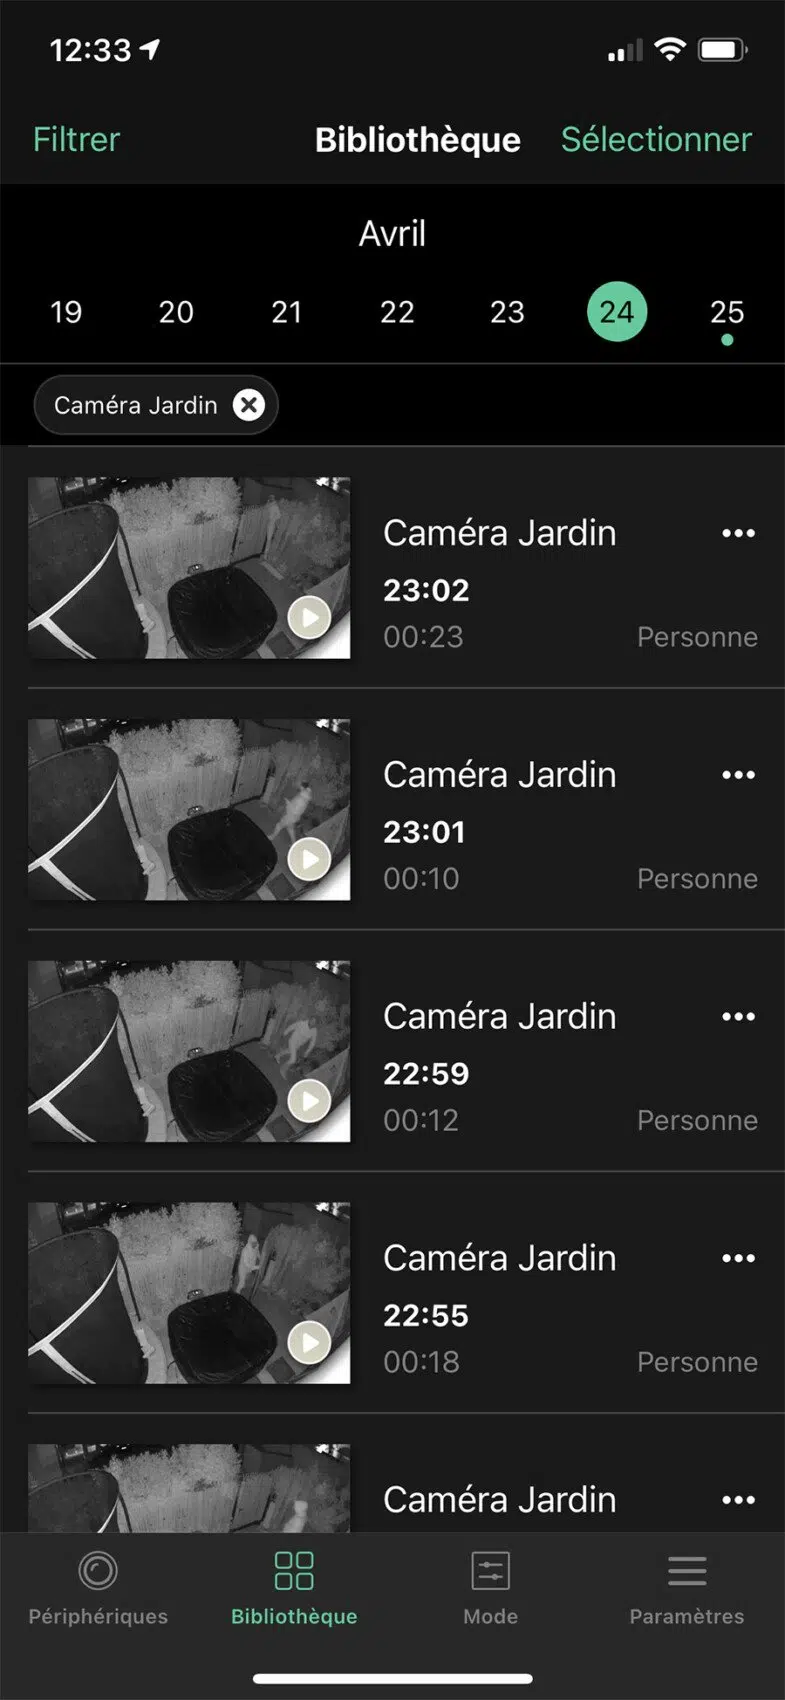 12:33
Filtrer Bibliothèque Sélectionner
Avril
19 20 21 22 23 24 25
Caméra Jardin
Caméra Jardin
23:02
00:23 Personne
Caméra Jardin
23:01
00:10 Personne
Caméra Jardin
22:59
00:12 Personne
Caméra Jardin
22:55
00:18 Personne
Caméra Jardin
Périphériques Bibliothèque Mode Paramètres